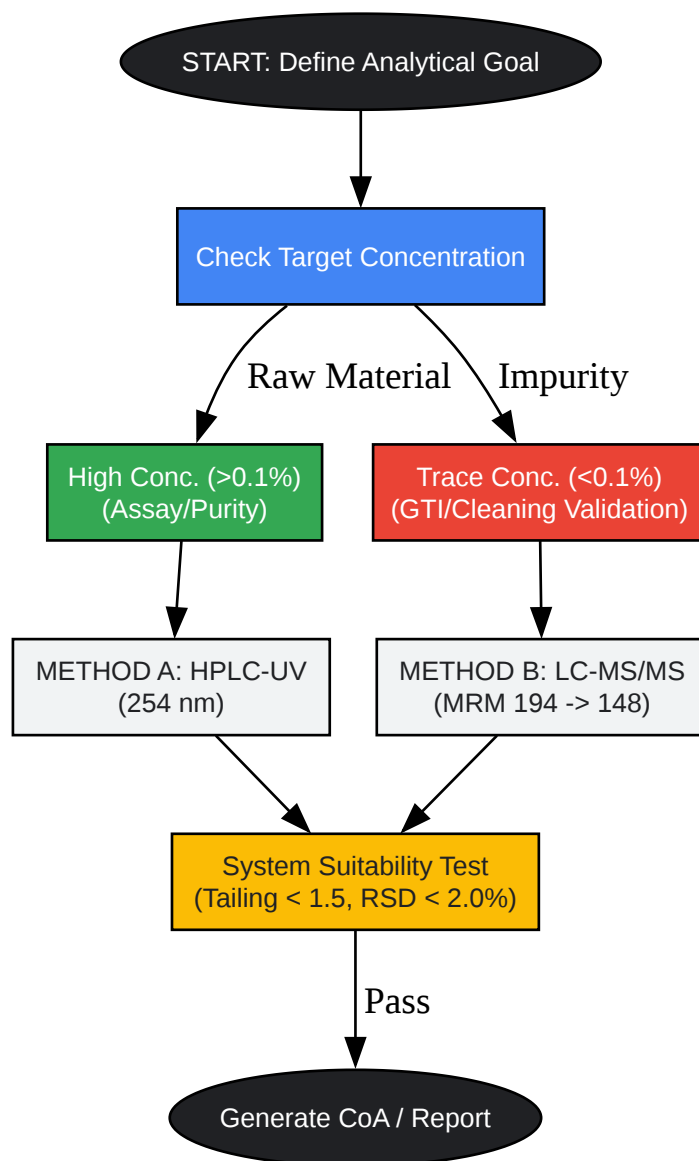 START: Define Analytical Goal
Check Target Concentration
Raw Material
Impurity
High Conc. (>0.1%)
(Assay/Purity)
Trace Conc. (<0.1%)
(GTI/Cleaning Validation)
METHOD A: HPLC-UV
(254 nm)
METHOD B: LC-MS/MS
(MRM 194 -> 148)
System Suitability Test
(Tailing < 1.5, RSD < 2.0%)
Pass
Generate CoA / Report